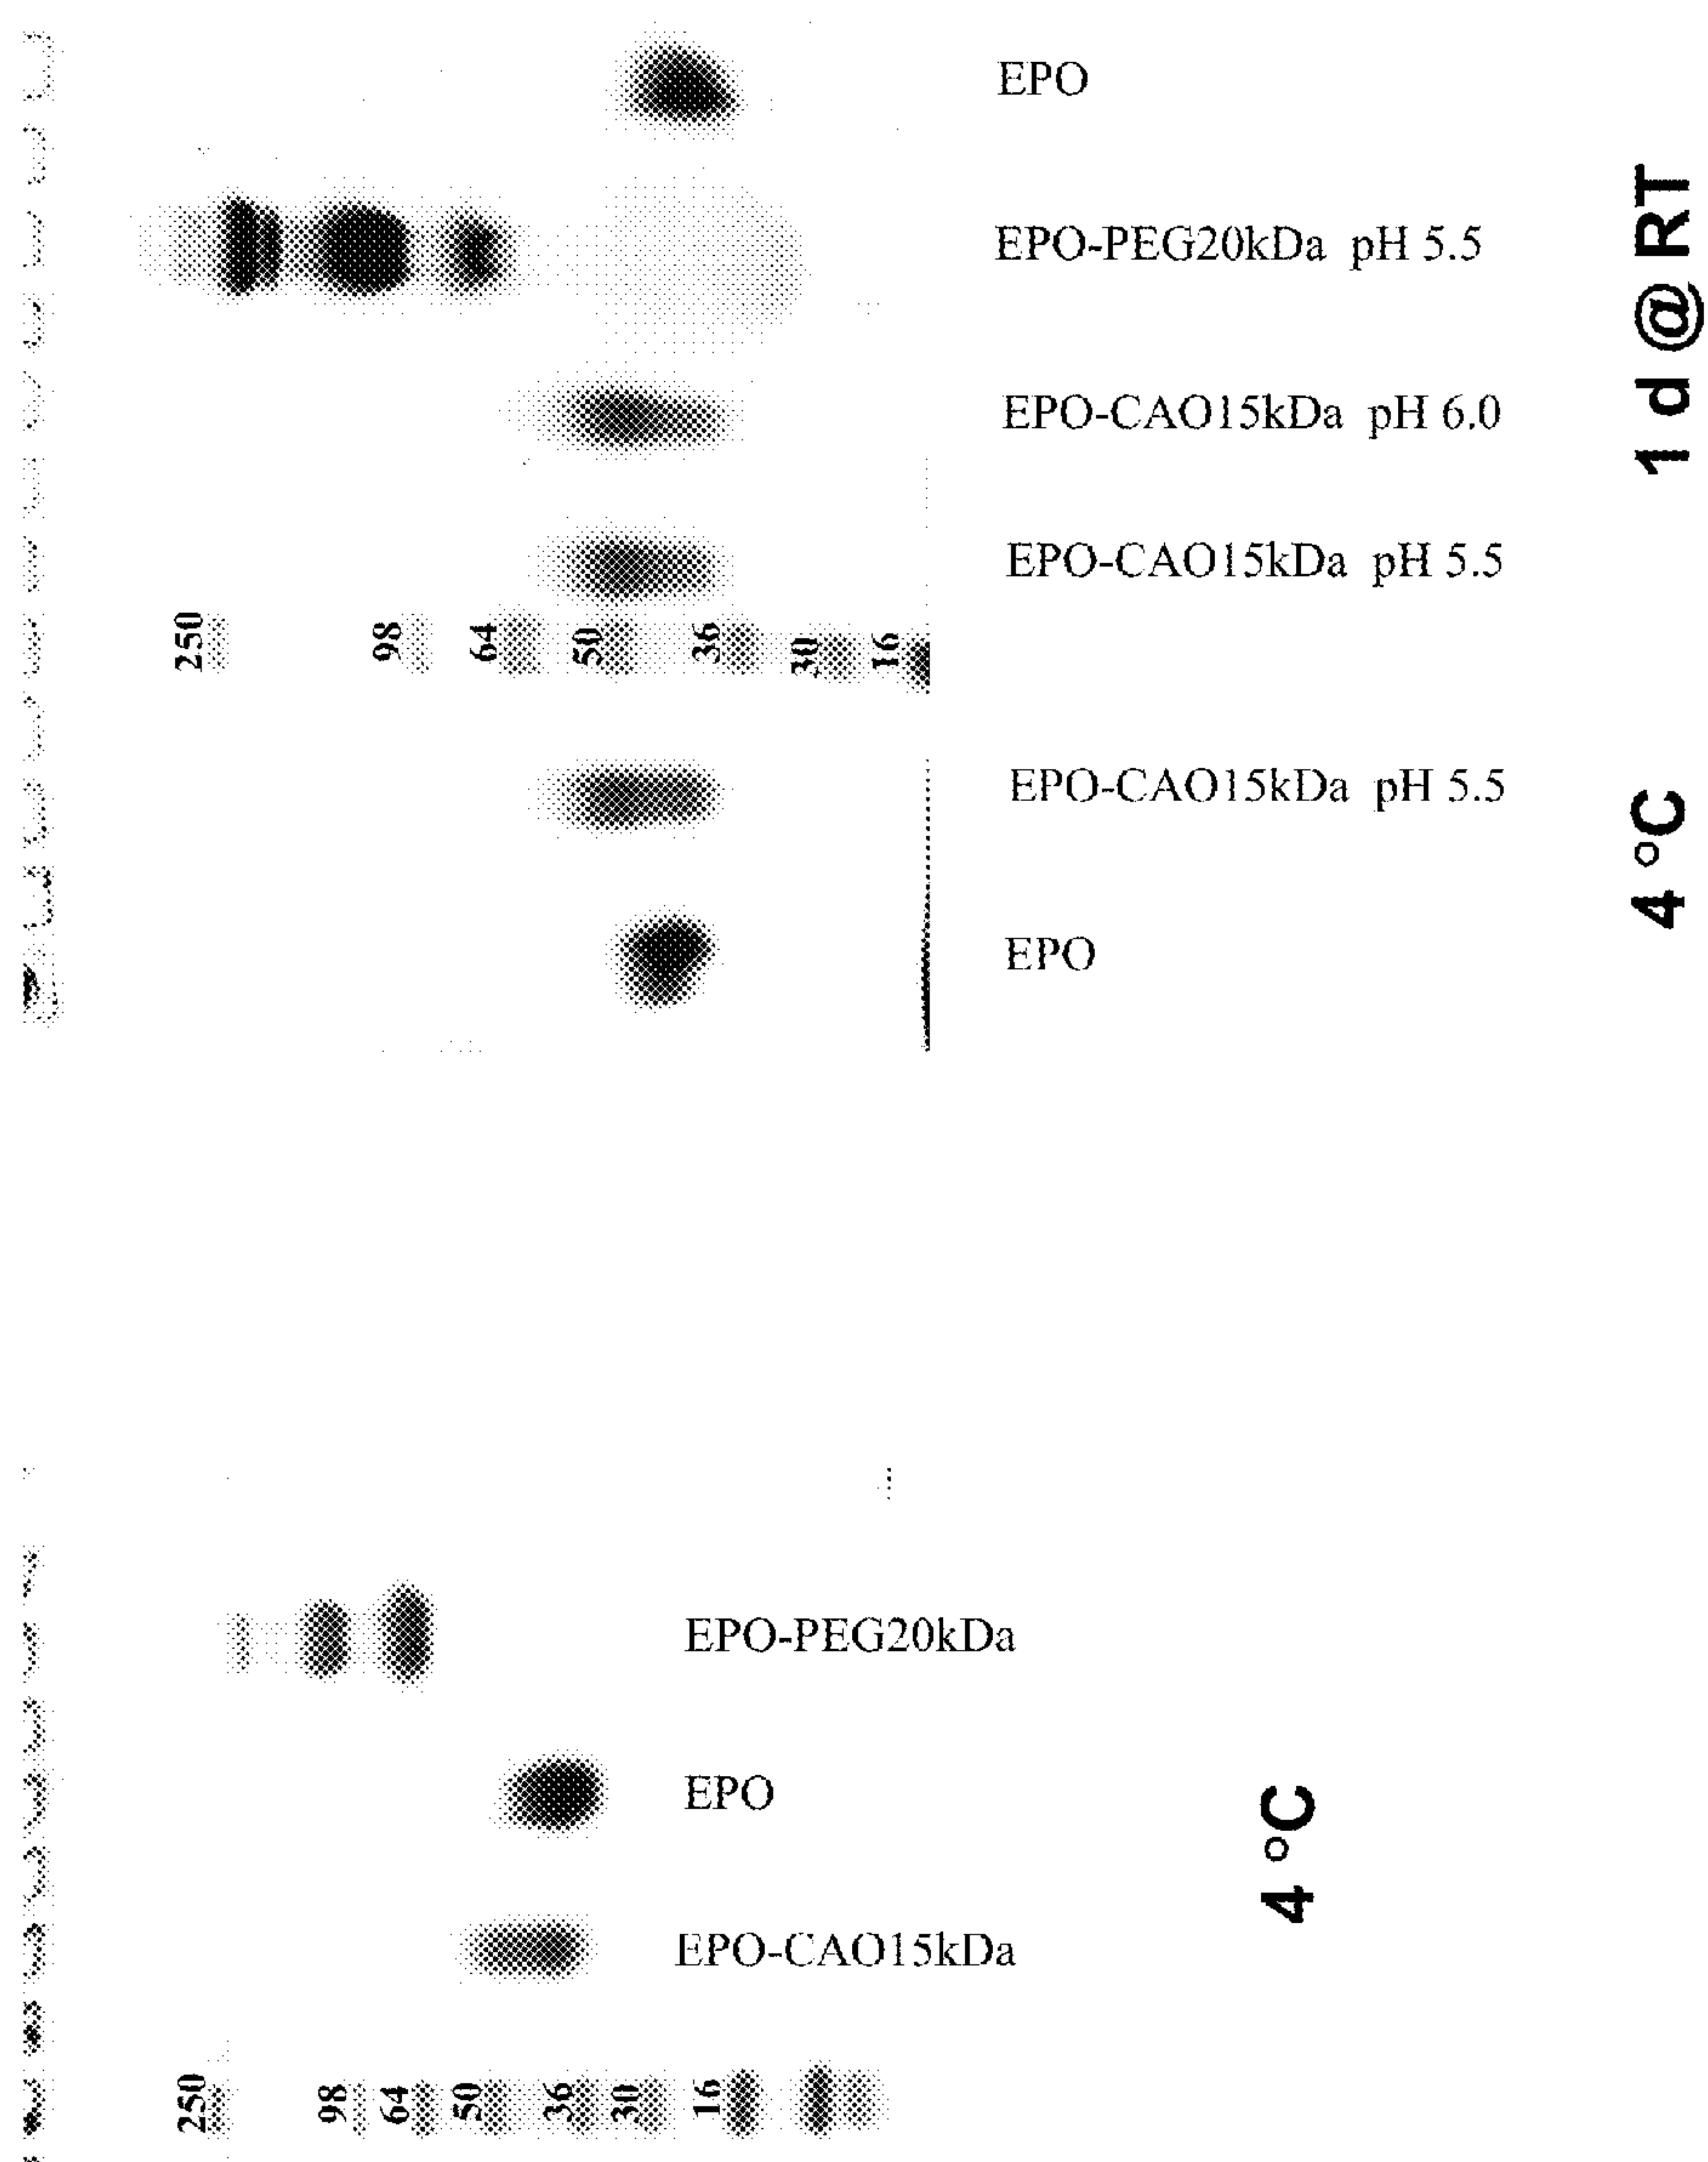 EPO
EPO-PEG20kDa pH 5.5
EPO-CAO15kDa pH 6.0
EPO-CAO15kDa pH 5.5
1 d @ RT
250 98 64 50 36 30 16
EPO-CAO15kDa pH 5.5
EPO
4 °C
EPO-PEG20kDa
EPO
EPO-CAO15kDa
4 °C
250 98 64 50 36 30 16